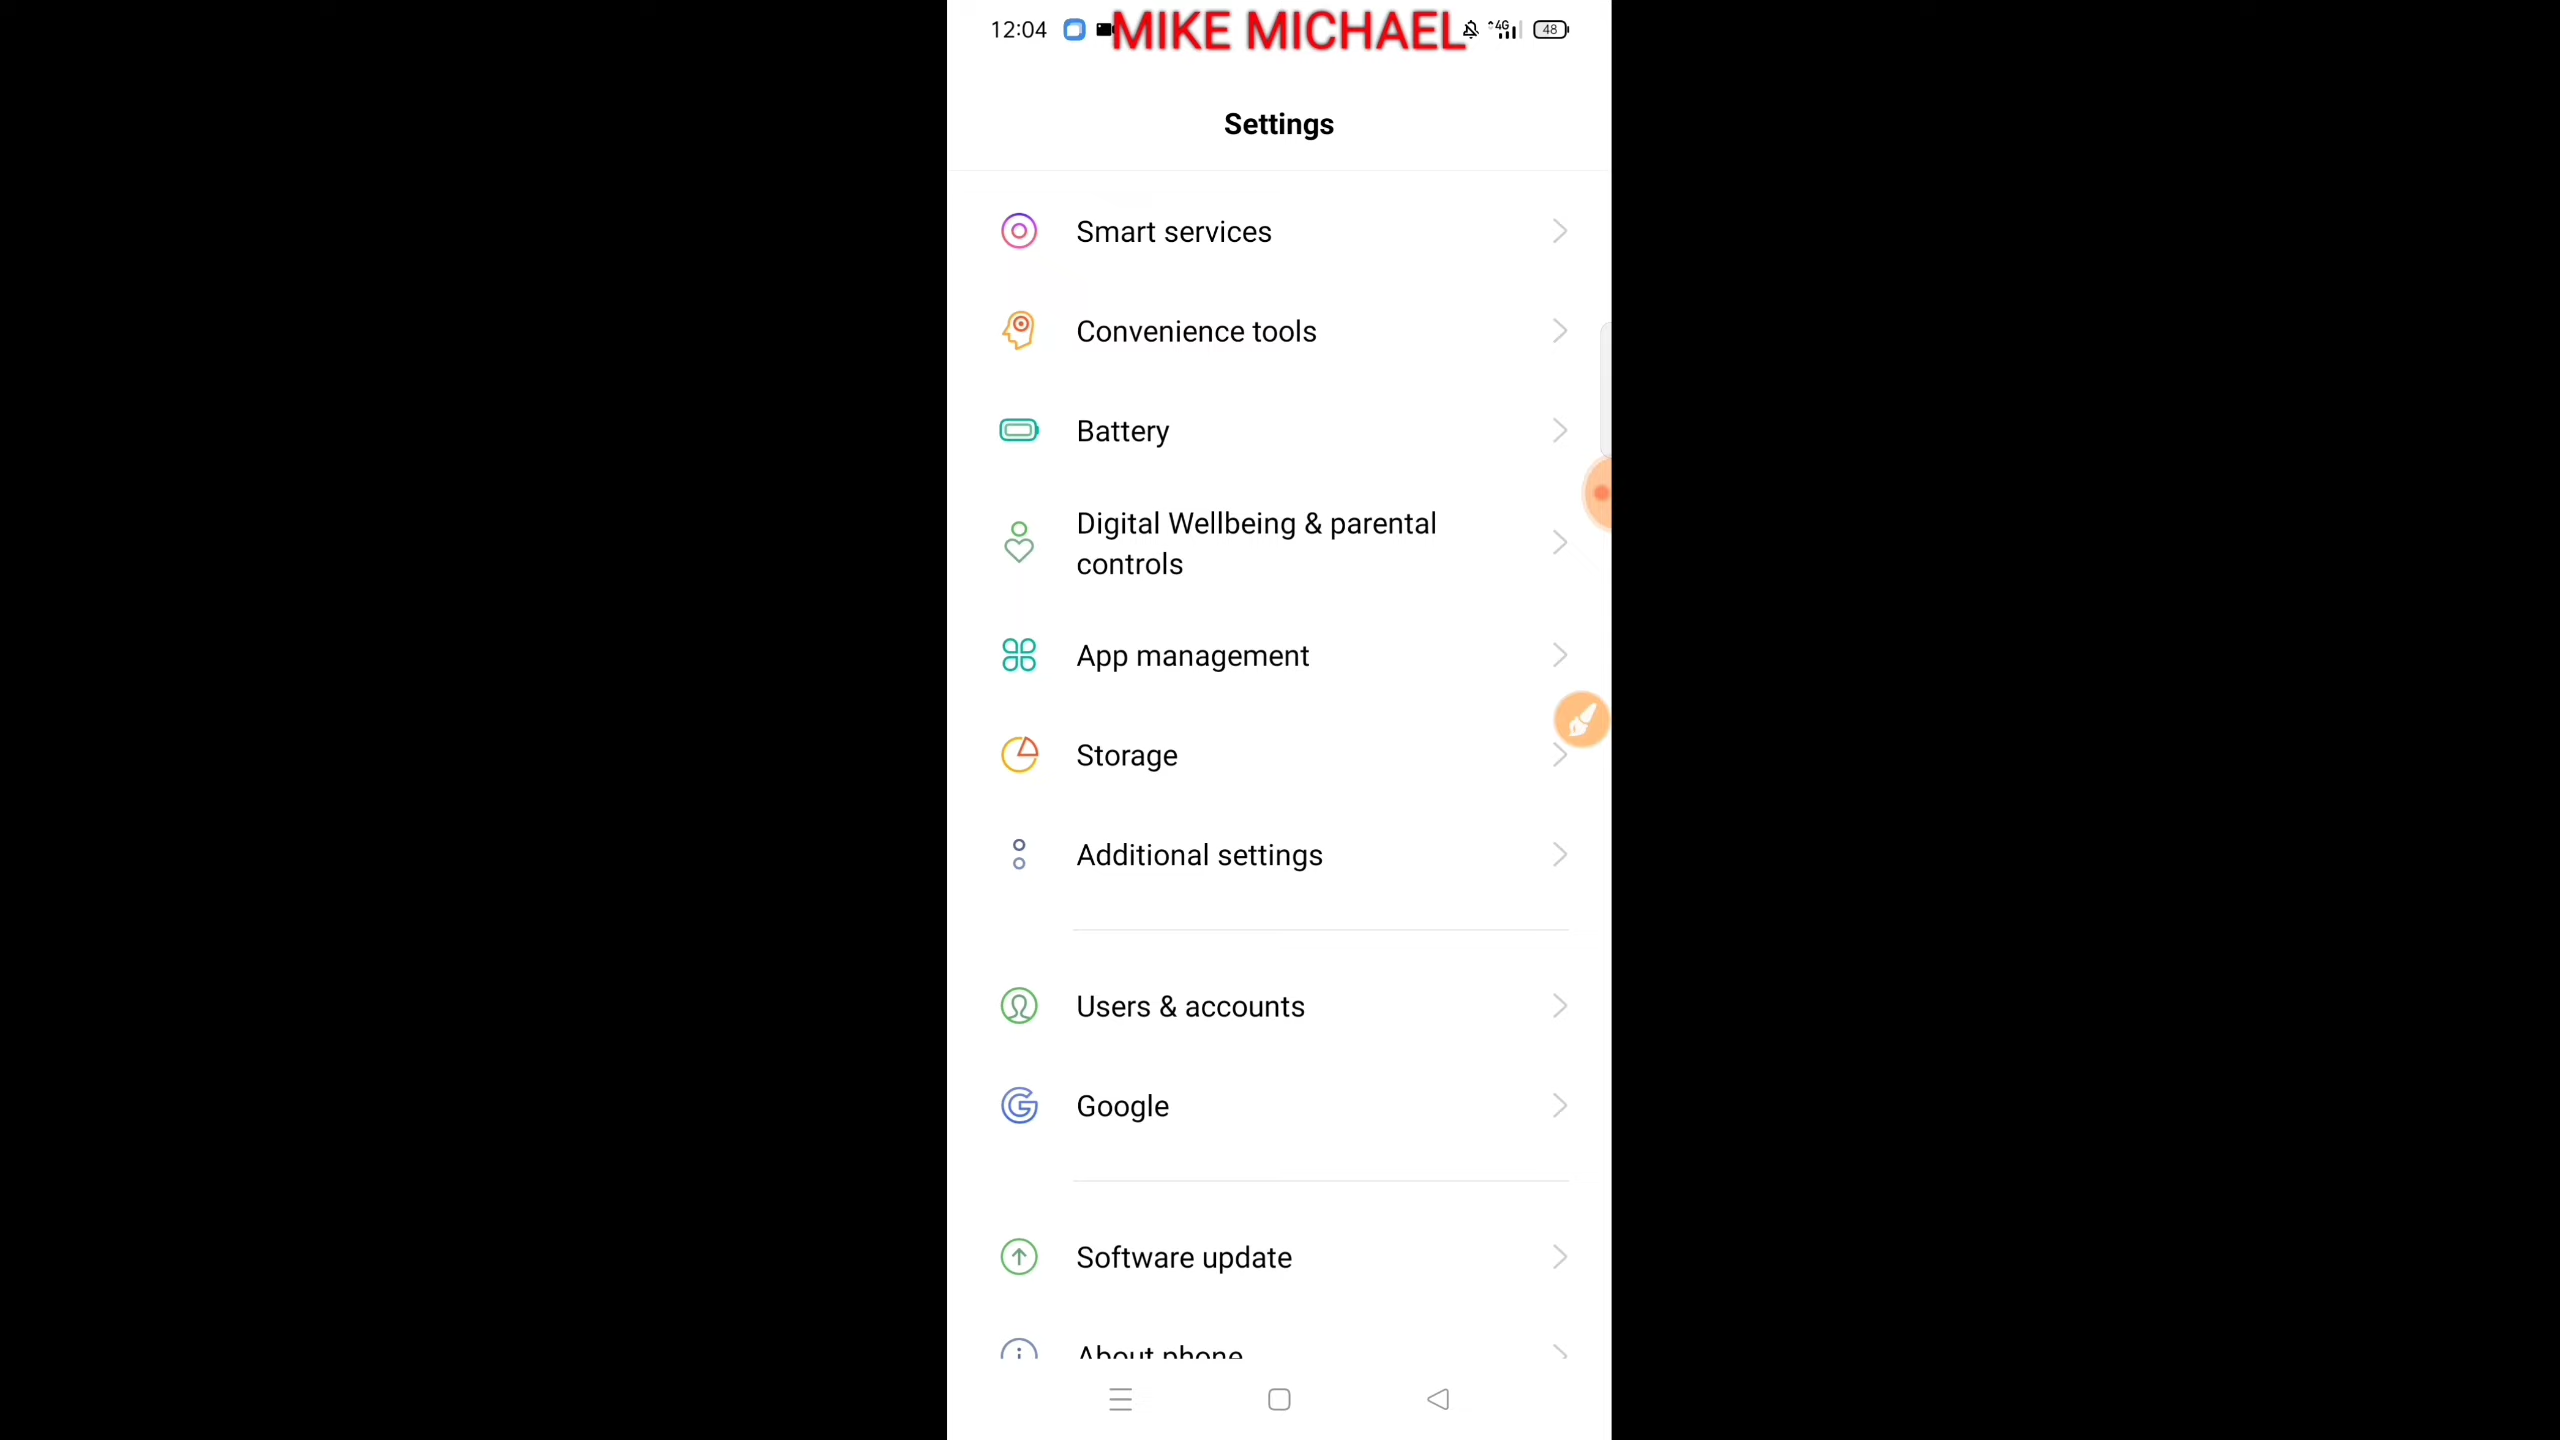 12:04
MIKE MICHAEL
4G
48
Settings
Smart services
Convenience tools
Battery
Digital Wellbeing & parental
controls
App management
Storage
Additional settings
Users & accounts
Google
Software update
About phone